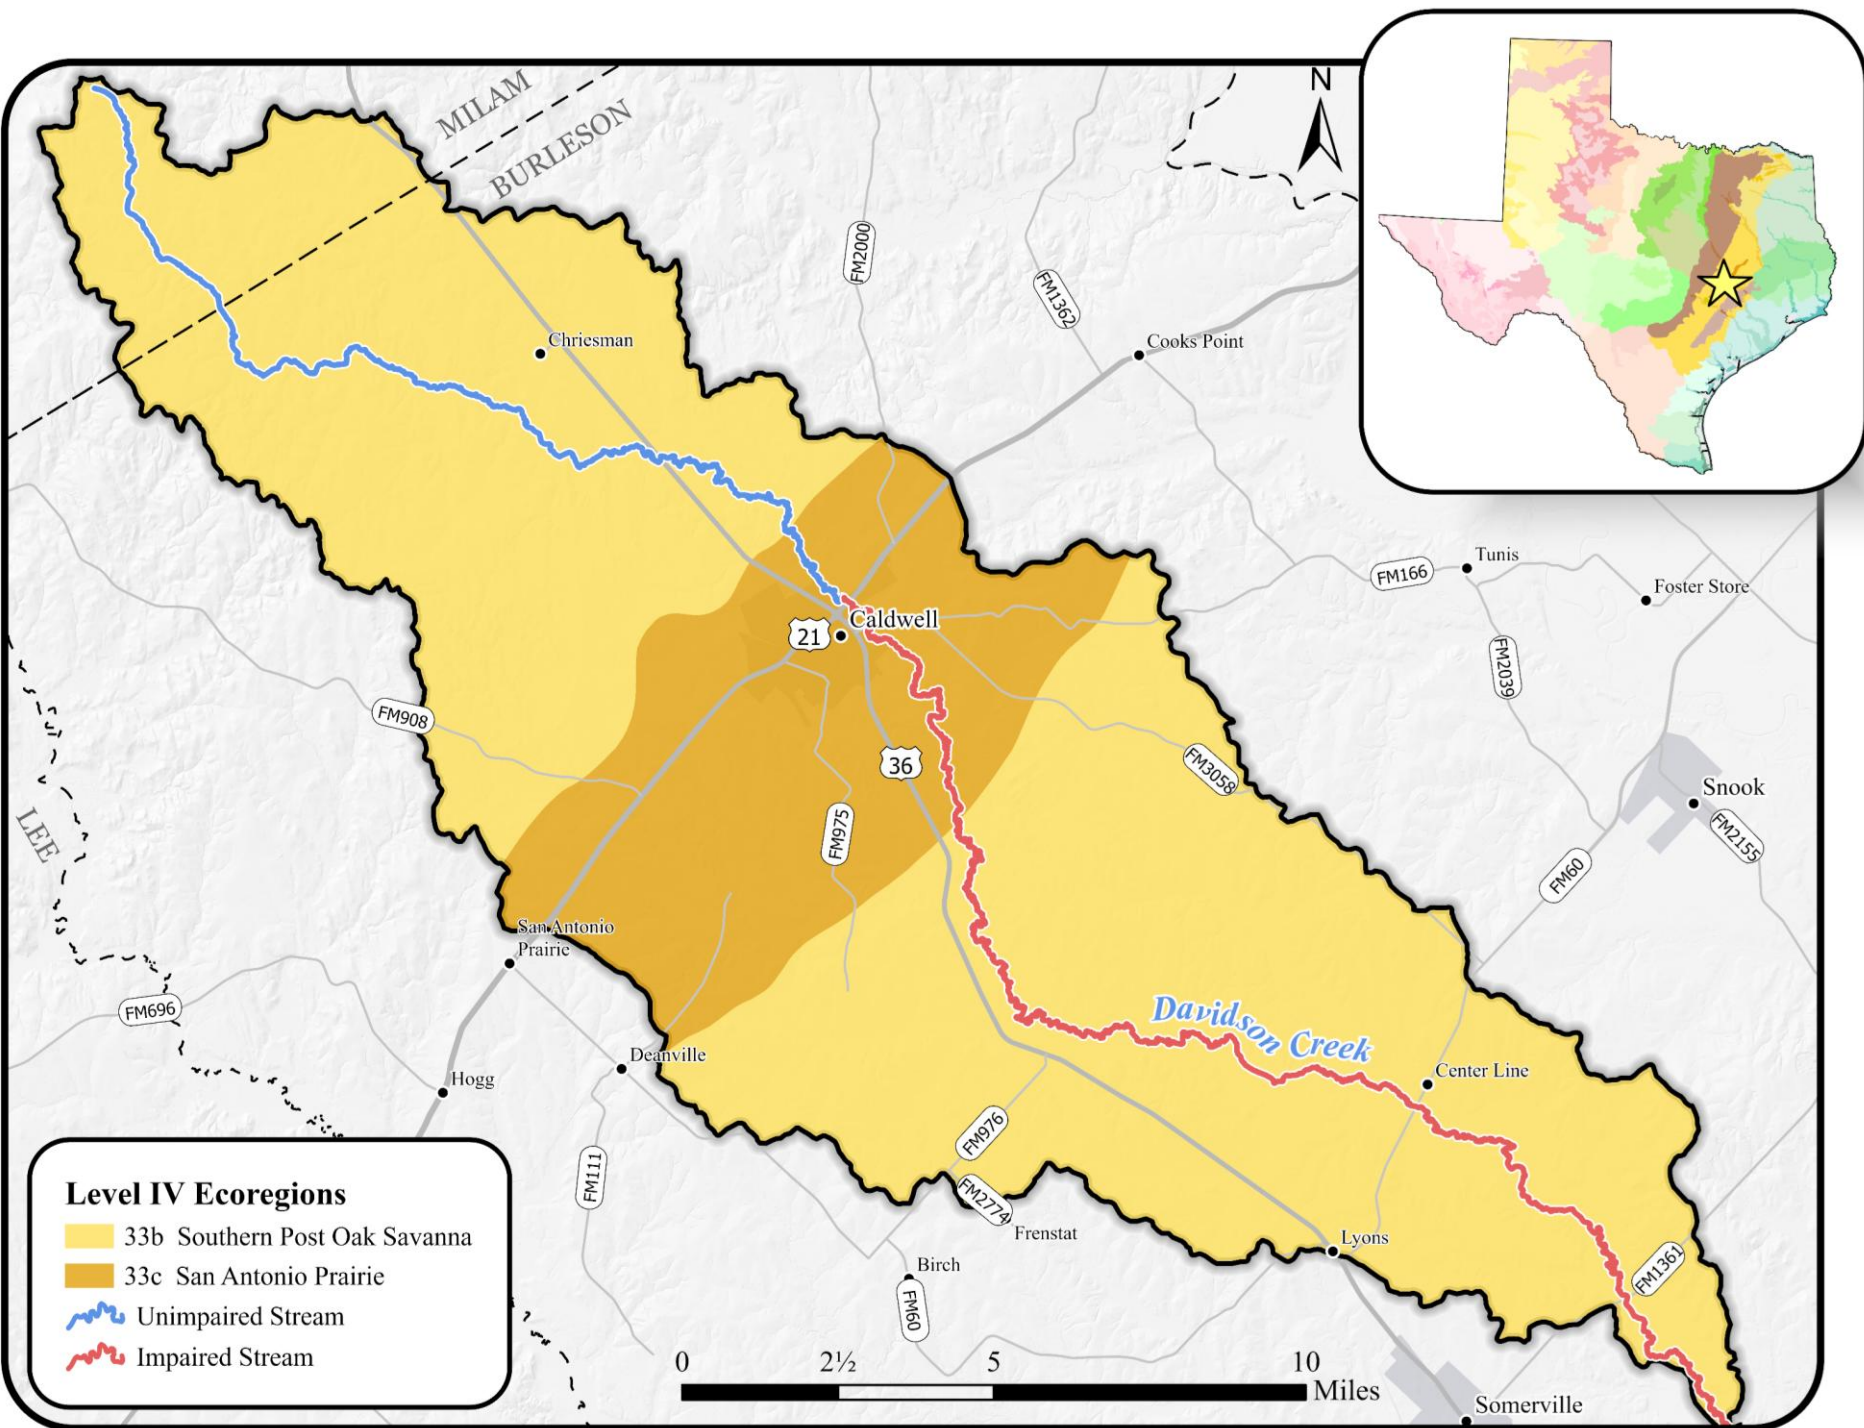 N
MILAM
BURLESON
FM2000
FM1362
Chriesman
Cooks Point
Tunis
FM166
Foster Store
Caldwell
21
FM2039
FM908
36
FM3058
Snook
FM975
FM2155
LEE
FM60
San Antonio
Prairie
FM696
Davidson Creek
Deanville
Hogg
Center Line
FM976
FM111
FM2774
Frenstat
Lyons
Birch
FM1361
FM60
Level IV Ecoregions
33b Southern Post Oak Savanna
33c San Antonio Prairie
Unimpaired Stream
Impaired Stream
0 2½ 5 10
Miles
Somerville